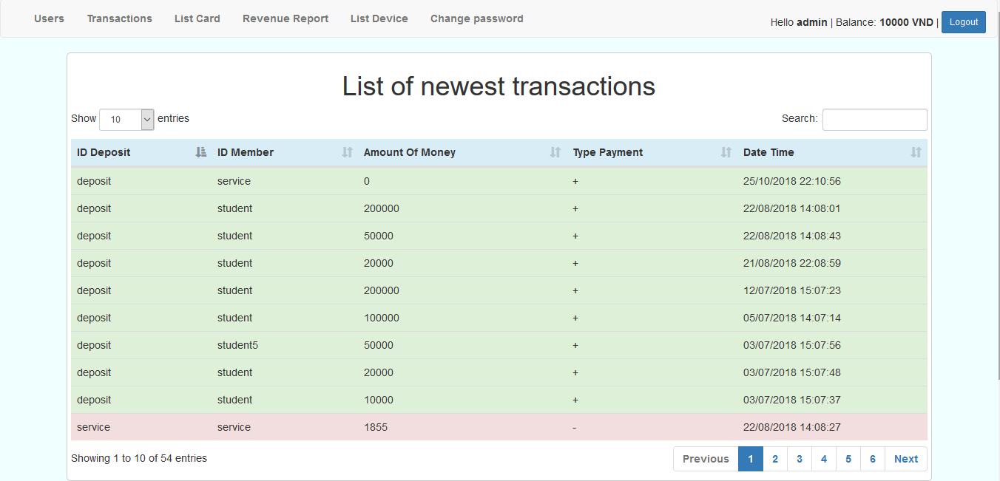 Users Transactions List Card Revenue Report List Device Change password Hello admin | Balance: 10000 VND | Logout
List of newest transactions
Show 10 entries Search:
ID Deposit ID Member Amount Of Money Type Payment Date Time
deposit service 0 + 25/10/2018 22:10:56
deposit student 200000 + 22/08/2018 14:08:01
deposit student 50000 + 22/08/2018 14:08:43
deposit student 20000 + 21/08/2018 22:08:59
deposit student 200000 + 12/07/2018 15:07:23
deposit student 100000 + 05/07/2018 14:07:14
deposit student5 50000 + 03/07/2018 15:07:56
deposit student 20000 + 03/07/2018 15:07:48
deposit student 10000 + 03/07/2018 15:07:37
service service 1855 - 22/08/2018 14:08:27
Showing 1 to 10 of 54 entries Previous 1 2 3 4 5 6 Next